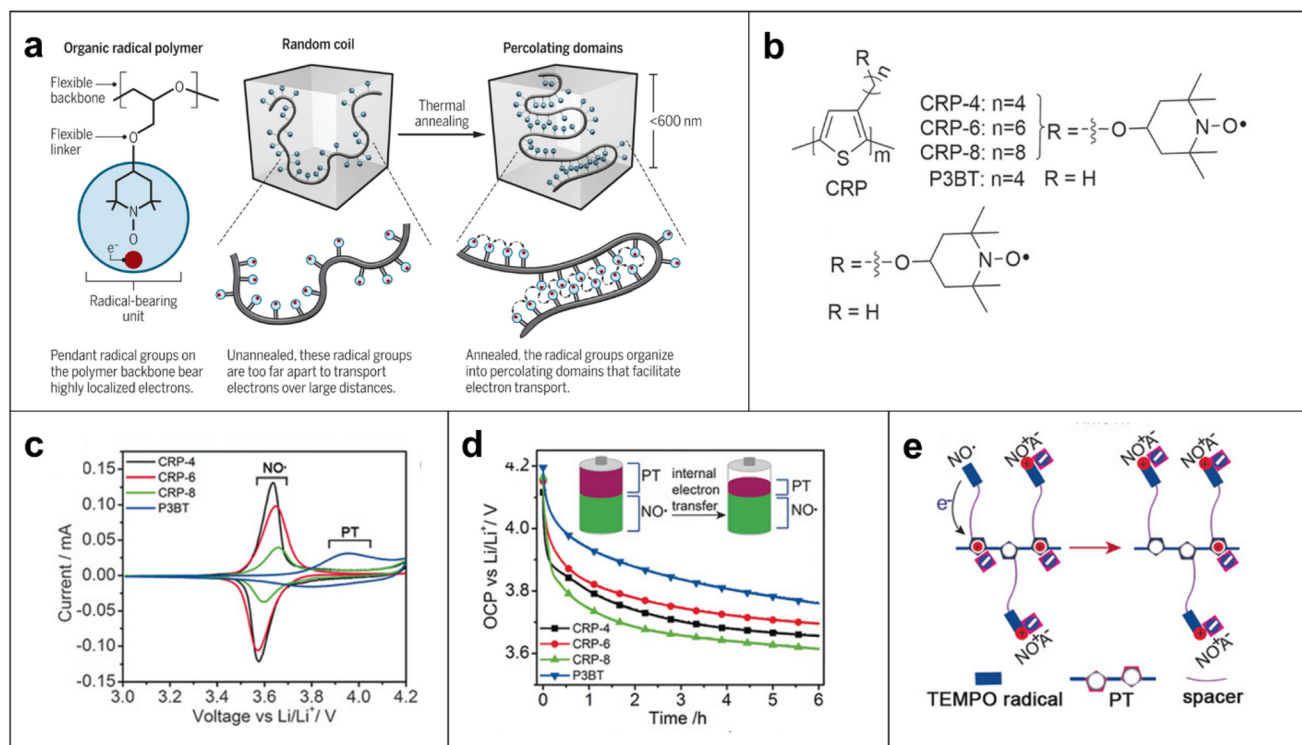 a
Organic radical polymer
Random coil
Percolating domains
Flexible
backbone
O
Flexible
linker
O
N
O
e-
Radical-bearing
unit
Thermal
annealing
<600 nm
Pendant radical groups on
the polymer backbone bear
highly localized electrons.
Unannealed, these radical groups
are too far apart to transport
electrons over large distances.
Annealed, the radical groups organize
into percolating domains that facilitate
electron transport.
b
R
n
S
m
CRP
CRP-4: n=4
CRP-6: n=6
CRP-8: n=8
P3BT: n=4
R = O N-O•
R = H
R = O N-O•
R = H
c
CRP-4
CRP-6
CRP-8
P3BT
NO·
PT
0.15
0.10
0.05
0.00
-0.05
-0.10
-0.15
Current / mA
3.0 3.2 3.4 3.6 3.8 4.0 4.2
Voltage vs Li/Li⁺/ V
d
4.2
4.0
3.8
3.6
OCP vs Li/Li⁺/ V
PT
NO·
internal
electron
transfer
PT
NO·
CRP-4
CRP-6
CRP-8
P3BT
0 1 2 3 4 5 6
Time /h
e
NO·
NO⁺A⁻
NO⁺A⁻
NO⁺A⁻
e-
NO⁺A⁻
NO⁺A⁻
NO⁺A⁻
TEMPO radical
PT
spacer